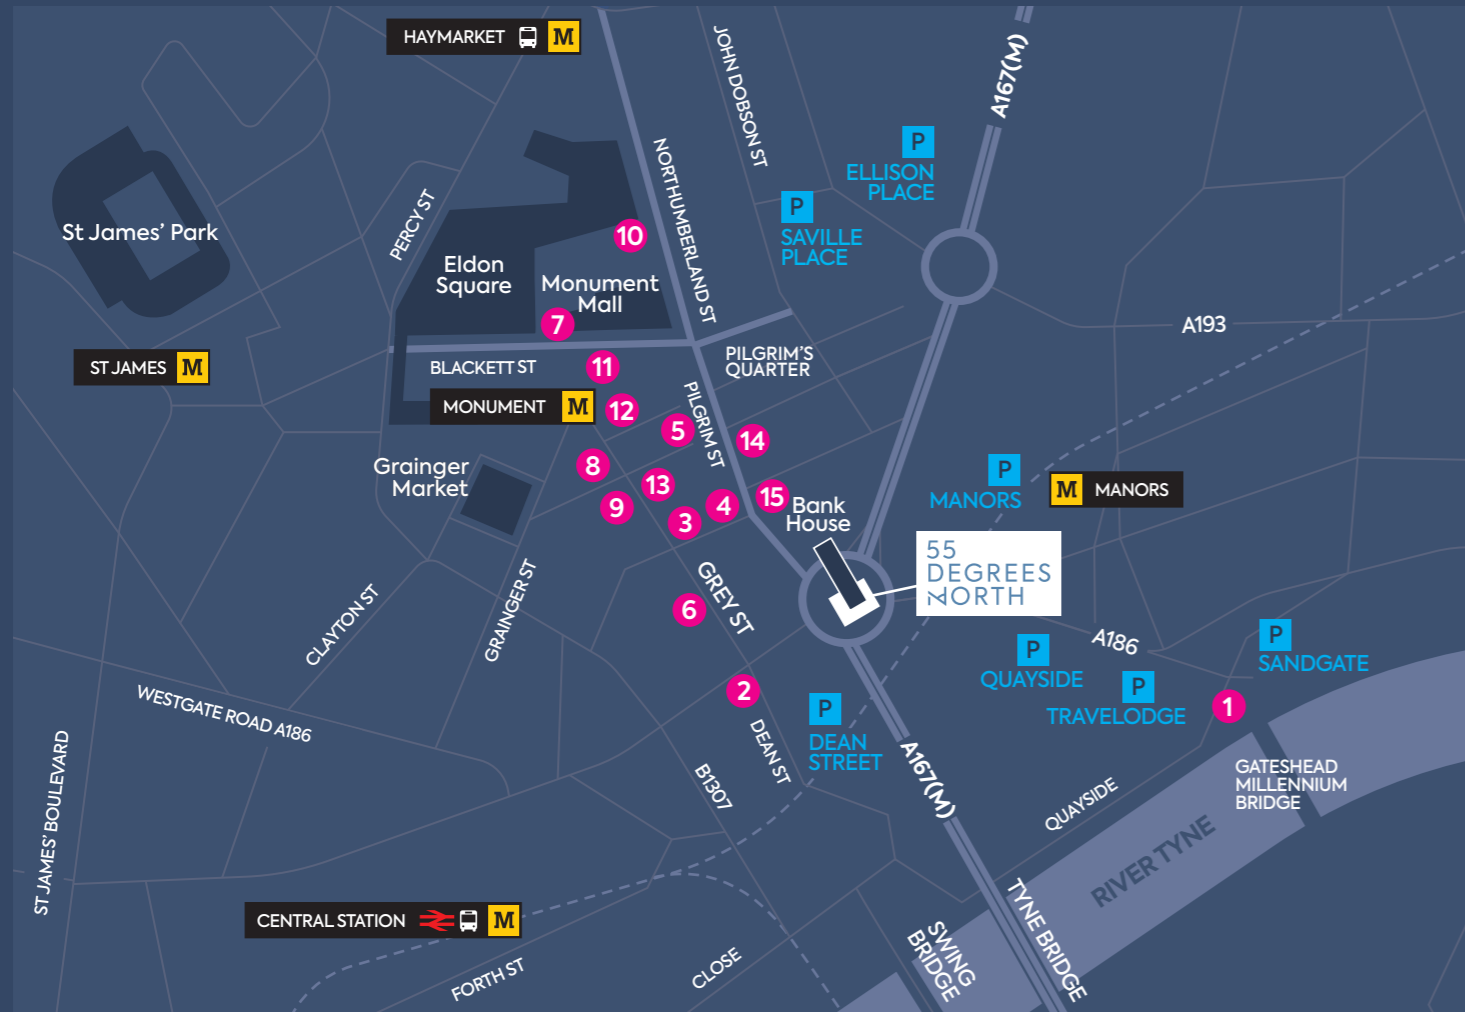 HAYMARKET M
JOHN DOBSON ST
A167(M)
P
ELLISON
PLACE
NORTHUMBERLAND ST
PERCY ST
P
SAVILLE
PLACE
St James’ Park
10
Eldon
Square
Monument
Mall
7
A193
ST JAMES M
BLACKETT ST
11
PILGRIM’S
QUARTER
MONUMENT M
12
PILGRIM ST
5
14
Grainger
Market
8
13
9
3
4
15
Bank
House
P
MANORS
M MANORS
55
DEGREES
NORTH
GREY ST
6
CLAYTON ST
GRAINGER ST
A186
P
QUAYSIDE
P
SANDGATE
P
TRAVELODGE
1
WESTGATE ROAD A186
2
DEAN ST
P
DEAN
STREET
A167(M)
B1307
ST JAMES’ BOULEVARD
QUAYSIDE
GATESHEAD
MILLENNIUM
BRIDGE
RIVER TYNE
CENTRAL STATION M
FORTH ST
CLOSE
SWING
BRIDGE
TYNE BRIDGE